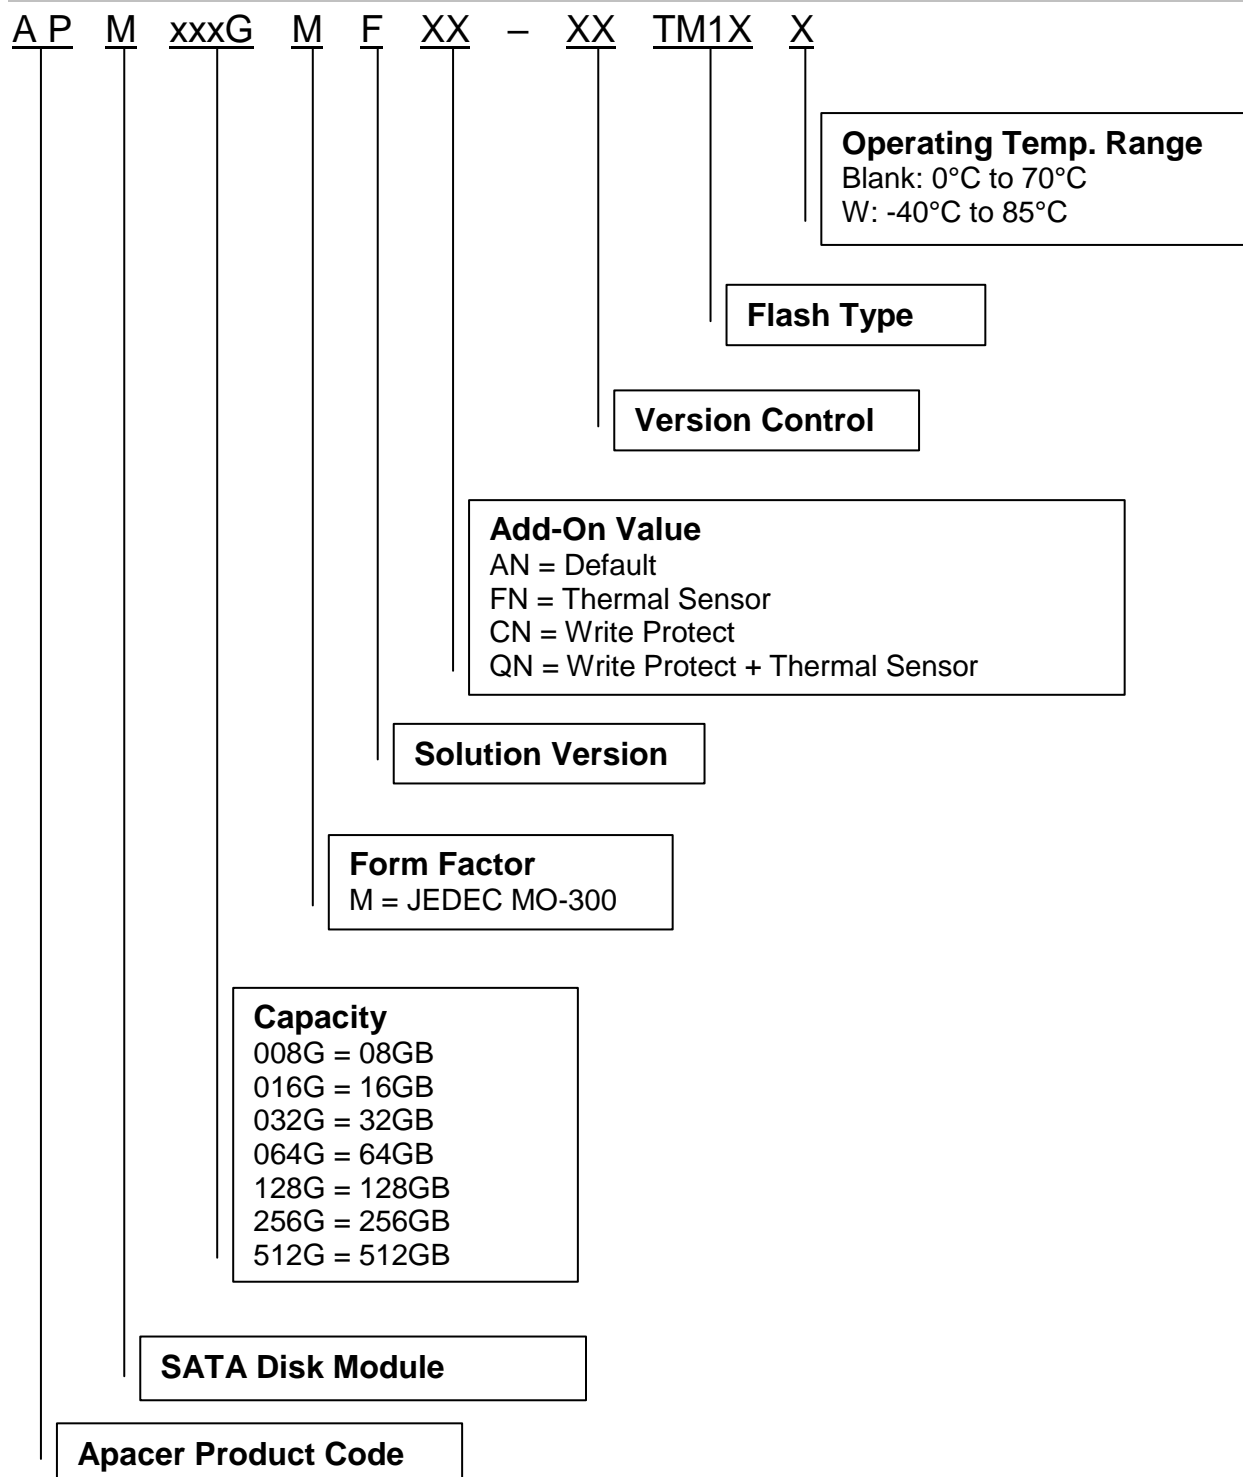 A P M xxxG M F XX – XX TM1X X
Operating Temp. Range
Blank: 0°C to 70°C
W: -40°C to 85°C
Flash Type
Version Control
Add-On Value
AN = Default
FN = Thermal Sensor
CN = Write Protect
QN = Write Protect + Thermal Sensor
Solution Version
Form Factor
M = JEDEC MO-300
Capacity
008G = 08GB
016G = 16GB
032G = 32GB
064G = 64GB
128G = 128GB
256G = 256GB
512G = 512GB
SATA Disk Module
Apacer Product Code